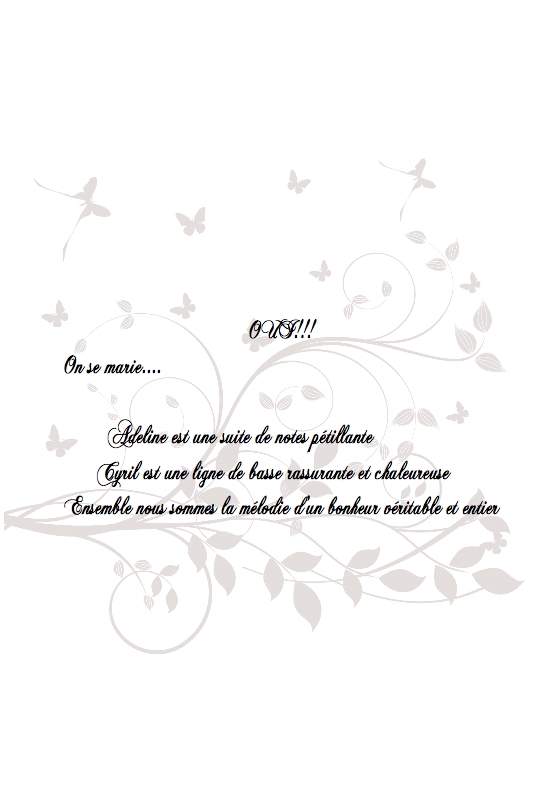 OUI!!!
On se marie....
Adeline est une suite de notes pétillante
Cyril est une ligne de basse rassurante et chaleureuse
Ensemble nous sommes la mélodie d'un bonheur véritable et entier